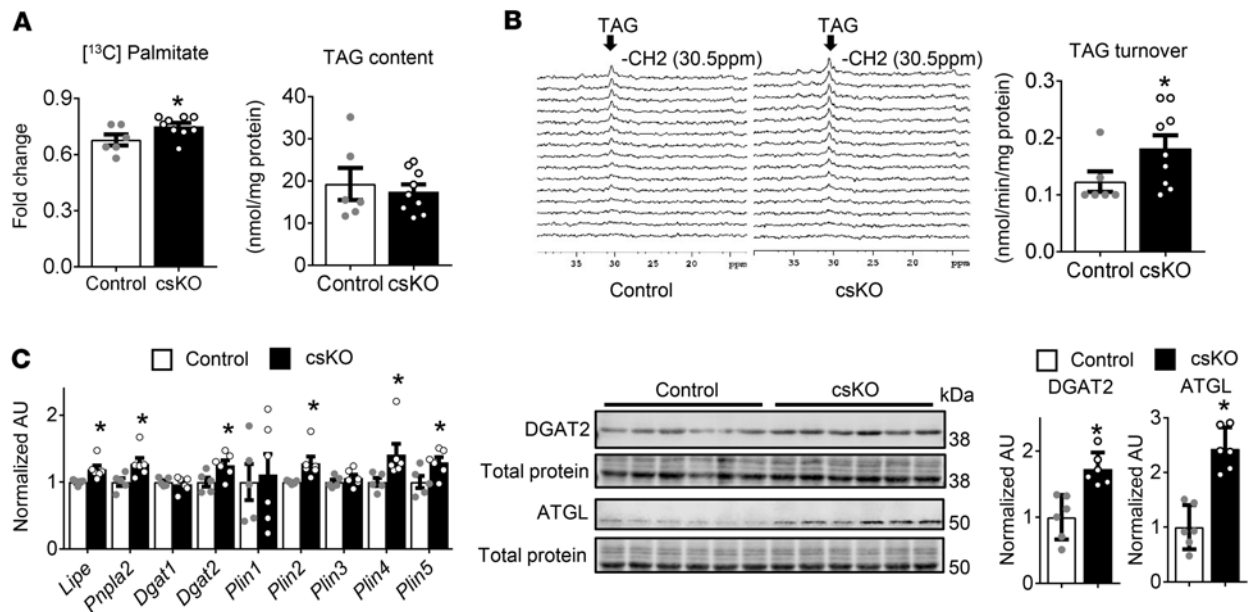 A
[¹³C] Palmitate
Fold change
0.9
0.6
0.3
0.0
*
Control csKO
TAG content
(nmol/mg protein)
40
30
20
10
0
Control csKO
B
TAG
-CH2 (30.5ppm)
35 30 20 ppm
Control
TAG
-CH2 (30.5ppm)
35 30 20 ppm
csKO
TAG turnover
(nmol/min/mg protein)
0.3
0.2
0.1
0.0
*
Control csKO
C
Control csKO
Normalized AU
2
1
0
* * * * * *
Lipe Pnpla2 Dgat1 Dgat2 Plin1 Plin2 Plin3 Plin4 Plin5
Control csKO kDa
DGAT2 38
Total protein 38
ATGL 50
Total protein 50
Control csKO
DGAT2
Normalized AU
3
2
1
0
*
ATGL
Normalized AU
3
2
1
0
*